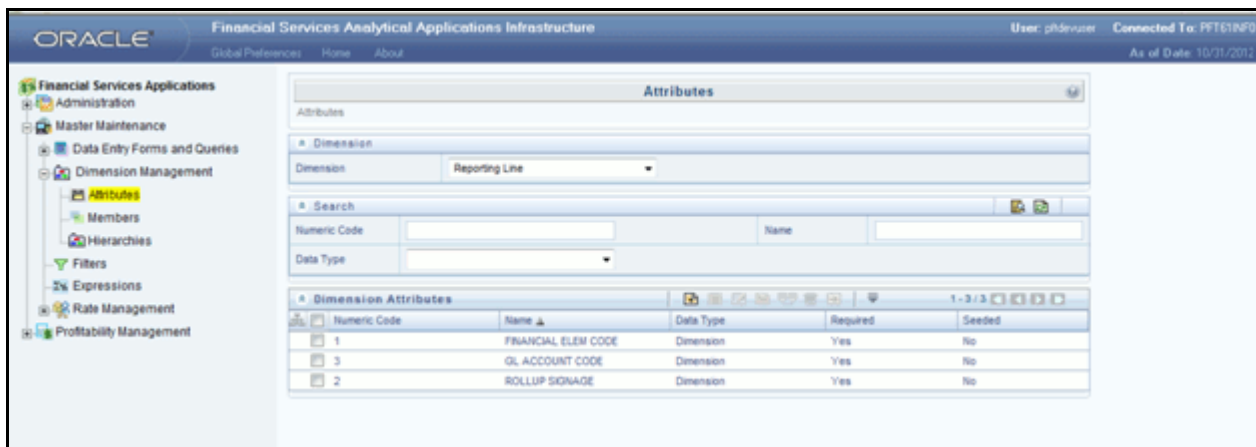 ORACLE
Financial Services Analytical Applications Infrastructure
User: pftdevuser Connected To: PFT61INF0
Global Preferences Home About
As of Date: 10/31/2012
Financial Services Applications
Administration
Master Maintenance
Data Entry Forms and Queries
Dimension Management
Attributes
Members
Hierarchies
Filters
Expressions
Rate Management
Profitability Management
Attributes
Attributes
Dimension
Dimension Reporting Line
Search
Numeric Code Name
Data Type
Dimension Attributes 1-3/3
Numeric Code Name Data Type Required Seeded
1 FINANCIAL ELEM CODE Dimension Yes No
3 GL ACCOUNT CODE Dimension Yes No
2 ROLLUP SIGNAGE Dimension Yes No